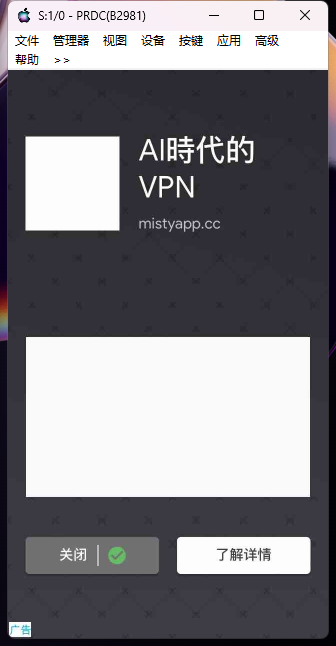 S:1/0 - PRDC(B2981)
文件 管理器 视图 设备 按键 应用 高级
帮助 >>
AI時代的
VPN
mistyapp.cc
关闭 了解详情
广告